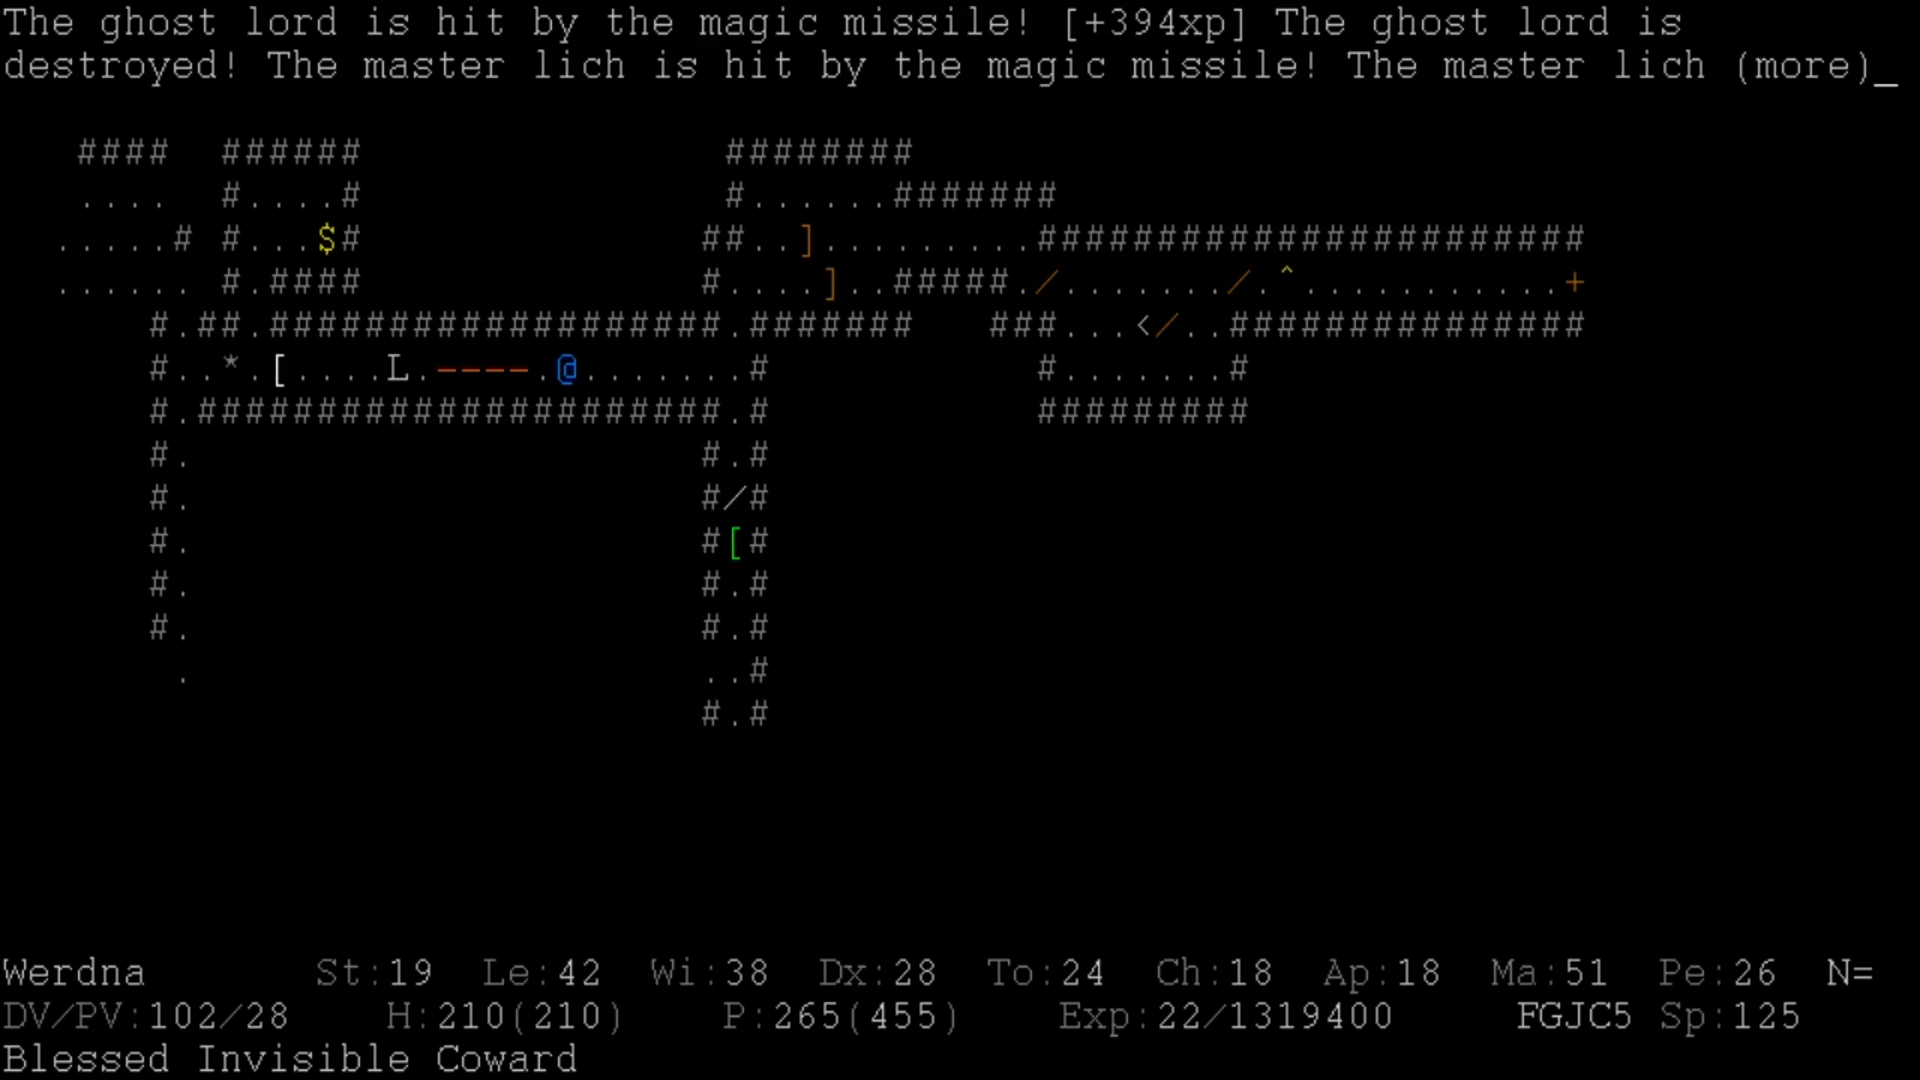 The ghost lord is hit by the magic missile! [+394xp] The ghost lord is
destroyed! The master lich is hit by the magic missile! The master lich (more)_
####  ######               ########
....  #....#               #......#######
.....# #...$#              ##..].........#######################
...... #.####              #....]..#####./......./.^...........+
#.##.###################.#######   ###...</..###############
#..*.[....L.----.@.......#           #.......#
#.######################.#           #########
#.                     #.#
#.                     #/#
#.                     #[#
#.                     #.#
#.                     #.#
.                      ..#
#.#
Werdna       St:19  Le:42  Wi:38  Dx:28  To:24  Ch:18  Ap:18  Ma:51  Pe:26  N=
DV/PV:102/28    H:210(210)    P:265(455)    Exp:22/1319400     FGJC5 Sp:125
Blessed Invisible Coward